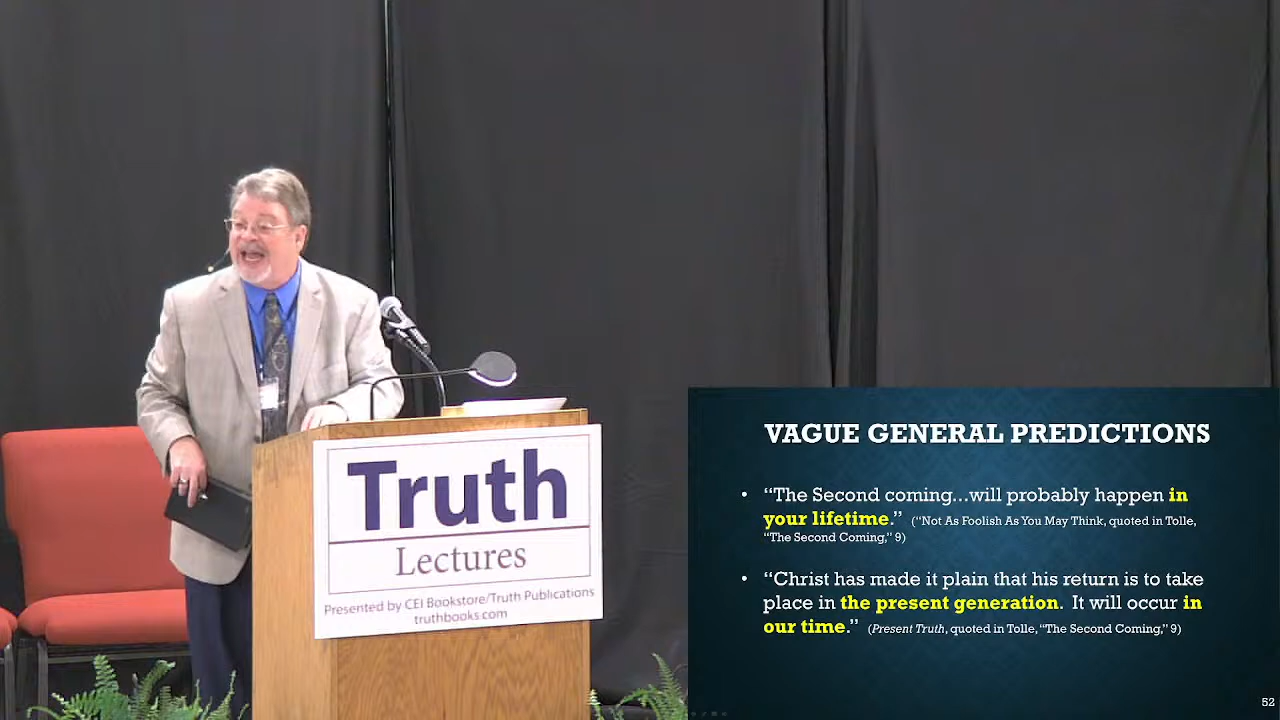 Truth
Lectures
Presented by CEI Bookstore/Truth Publications
truthbooks.com
VAGUE GENERAL PREDICTIONS
• “The Second coming...will probably happen in
your lifetime.” (“Not As Foolish As You May Think, quoted in Tolle,
“The Second Coming,” 9)
• “Christ has made it plain that his return is to take
place in the present generation. It will occur in
our time.” (Present Truth, quoted in Tolle, “The Second Coming,” 9)
52